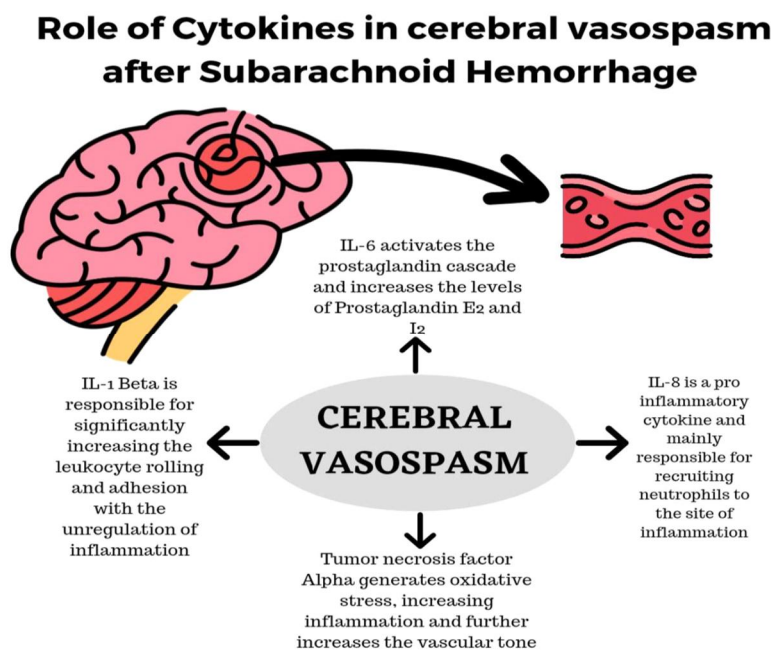 Role of Cytokines in cerebral vasospasm
after Subarachnoid Hemorrhage
IL-6 activates the
prostaglandin cascade
and increases the levels
of Prostaglandin E2 and
I2
IL-1 Beta is
responsible for
significantly
increasing the
leukocyte rolling
and adhesion
with the
unregulation of
inflammation
CEREBRAL
VASOSPASM
IL-8 is a pro
inflammatory
cytokine and
mainly
responsible for
recruiting
neutrophils to
the site of
inflammation
Tumor necrosis factor
Alpha generates oxidative
stress, increasing
inflammation and further
increases the vascular tone